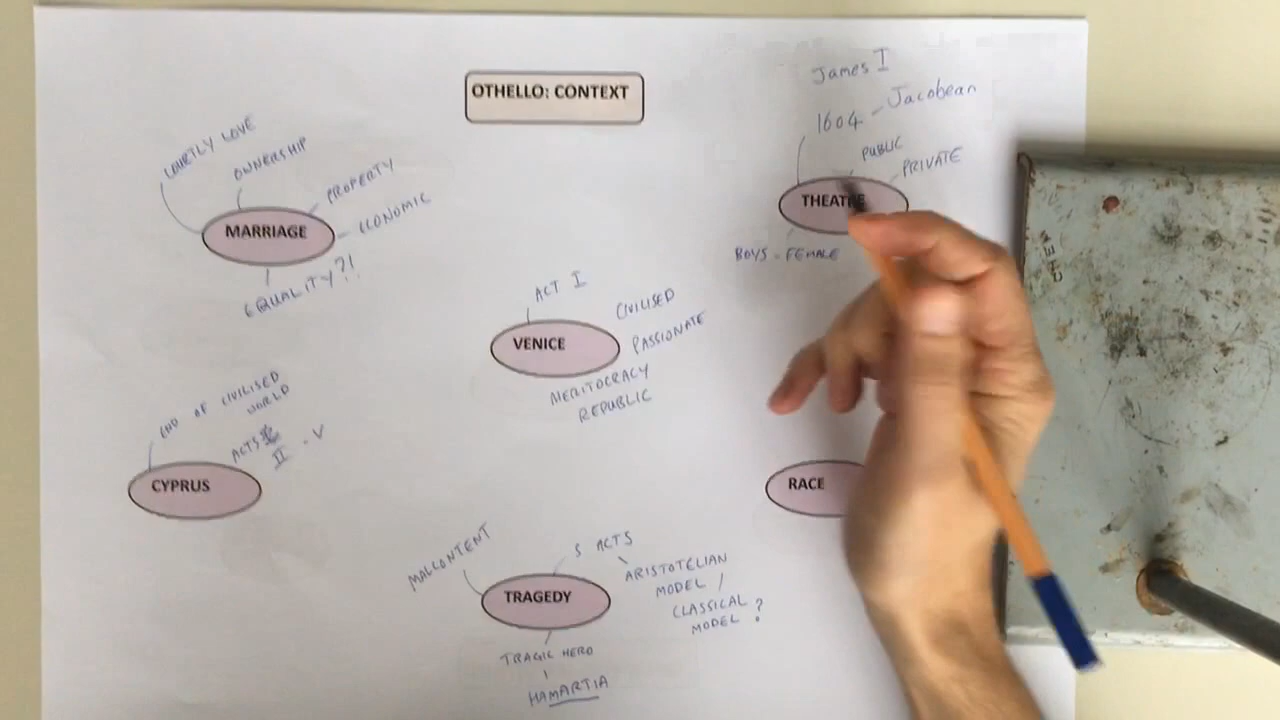 OTHELLO: CONTEXT
James I
1604 - Jacobean
PUBLIC
PRIVATE
THEATRE
BOYS - FEMALE
COURTLY LOVE
OWNERSHIP
PROPERTY
ECONOMIC
MARRIAGE
EQUALITY?!
ACT I
CIVILISED
PASSIONATE
VENICE
MERITOCRACY
REPUBLIC
END OF CIVILISED
WORLD
ACTS
II - V
CYPRUS
RACE
MALCONTENT
5 ACTS
ARISTOTELIAN
MODEL /
CLASSICAL
MODEL ?
TRAGEDY
TRAGIC HERO
HAMARTIA